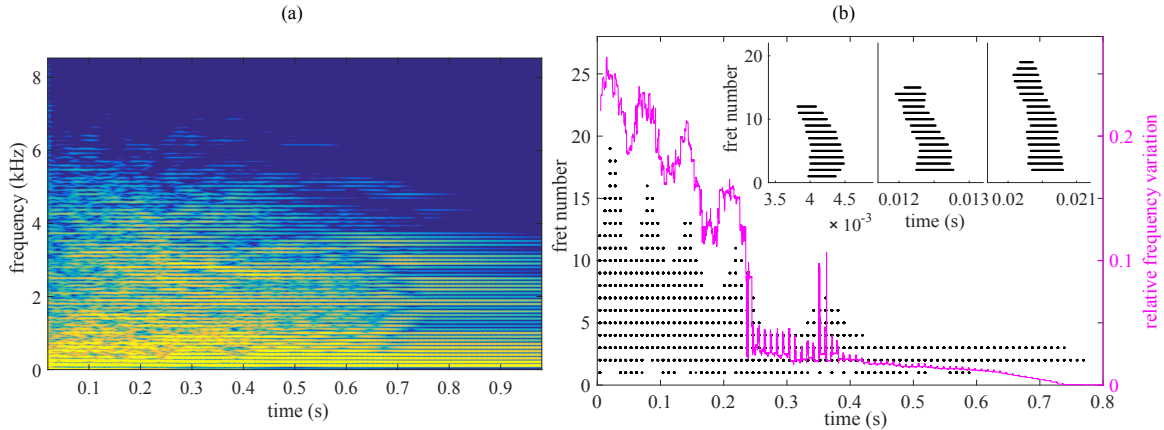 (a)
8
6
4
2
0
frequency (kHz)
0.1 0.2 0.3 0.4 0.5 0.6 0.7 0.8 0.9
time (s)
(b)
25
20
15
10
5
0
fret number
0 0.1 0.2 0.3 0.4 0.5 0.6 0.7 0.8
time (s)
0.2
0.1
0
relative frequency variation
20
10
0
fret number
3.5 4 4.5
× 10⁻³
0.012 0.013
0.02 0.021
time (s)